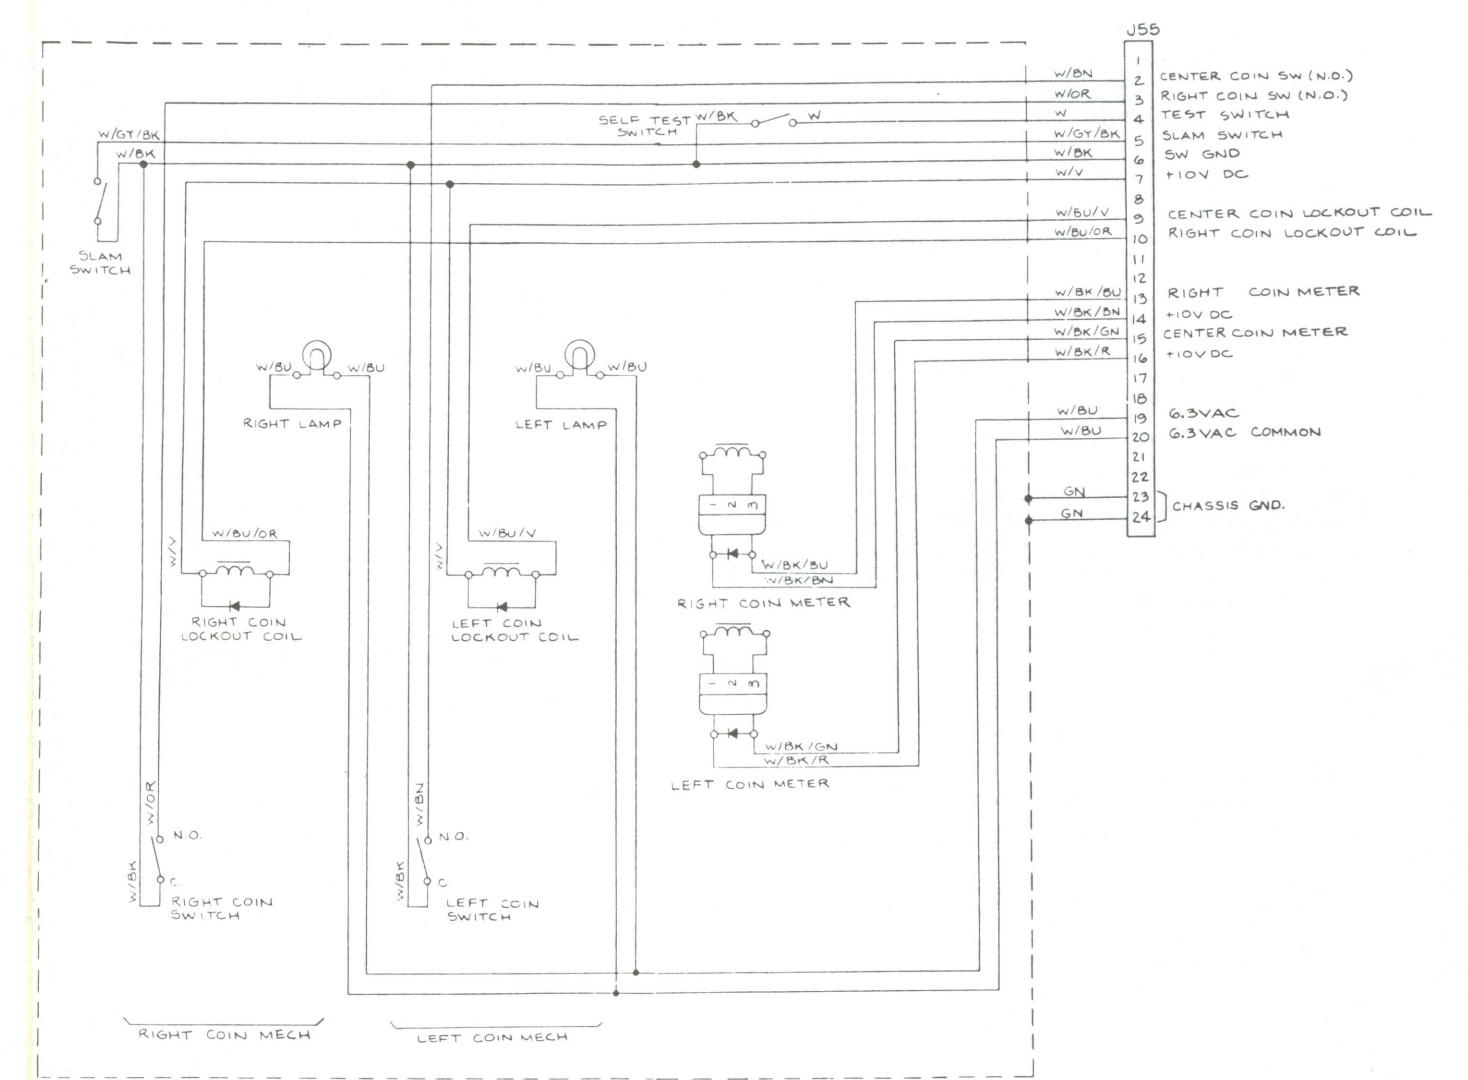 J55
1
W/BN 2 CENTER COIN SW (N.O.)
W/OR 3 RIGHT COIN SW (N.O.)
SELF TEST SWITCH W/BK W W 4 TEST SWITCH
W/GY/BK W/GY/BK 5 SLAM SWITCH
W/BK W/BK 6 SW GND
W/V 7 +10V DC
8
W/BU/V 9 CENTER COIN LOCKOUT COIL
W/BU/OR 10 RIGHT COIN LOCKOUT COIL
SLAM
SWITCH
11
12
W/BK/BU 13 RIGHT COIN METER
W/BK/BN 14 +10V DC
W/BK/GN 15 CENTER COIN METER
W/BK/R 16 +10V DC
W/BU W/BU
W/BU W/BU
17
18
RIGHT LAMP
LEFT LAMP
W/BU 19 6.3VAC
W/BU 20 6.3VAC COMMON
21
22
GN 23
GN 24
CHASSIS GND.
1 2 3
W/V
W/BU/OR
W/V
W/BU/V
W/BK/BU
W/BK/BN
RIGHT COIN METER
RIGHT COIN
LOCKOUT COIL
LEFT COIN
LOCKOUT COIL
1 2 3
W/BK/GN
W/BK/R
LEFT COIN METER
W/OR
N.O.
W/BK
C.
RIGHT COIN
SWITCH
W/BN
N.O.
W/BK
C.
LEFT COIN
SWITCH
RIGHT COIN MECH
LEFT COIN MECH